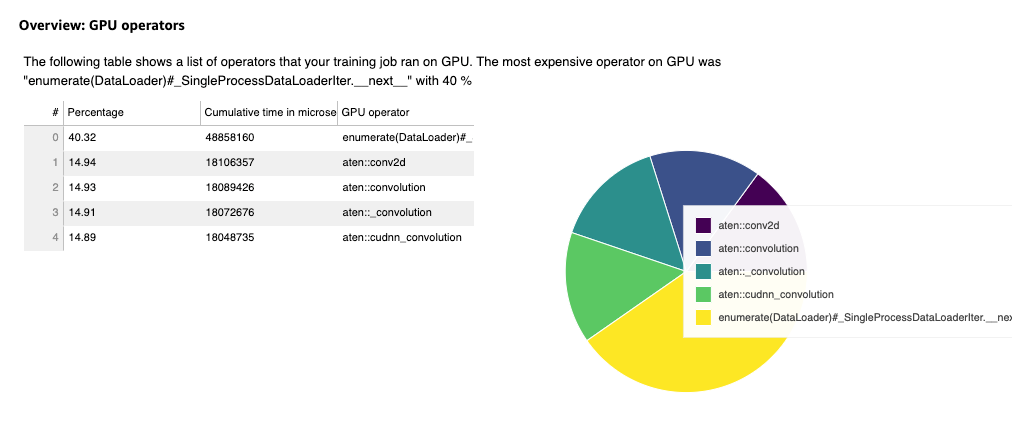 Overview: GPU operators
The following table shows a list of operators that your training job ran on GPU. The most expensive operator on GPU was
"enumerate(DataLoader)#_SingleProcessDataLoaderIter.__next__" with 40 %
# Percentage Cumulative time in microse GPU operator
0 40.32 48858160 enumerate(DataLoader)#_
1 14.94 18106357 aten::conv2d
2 14.93 18089426 aten::convolution
3 14.91 18072676 aten::_convolution
4 14.89 18048735 aten::cudnn_convolution
aten::conv2d
aten::convolution
aten::_convolution
aten::cudnn_convolution
enumerate(DataLoader)#_SingleProcessDataLoaderIter.__nex